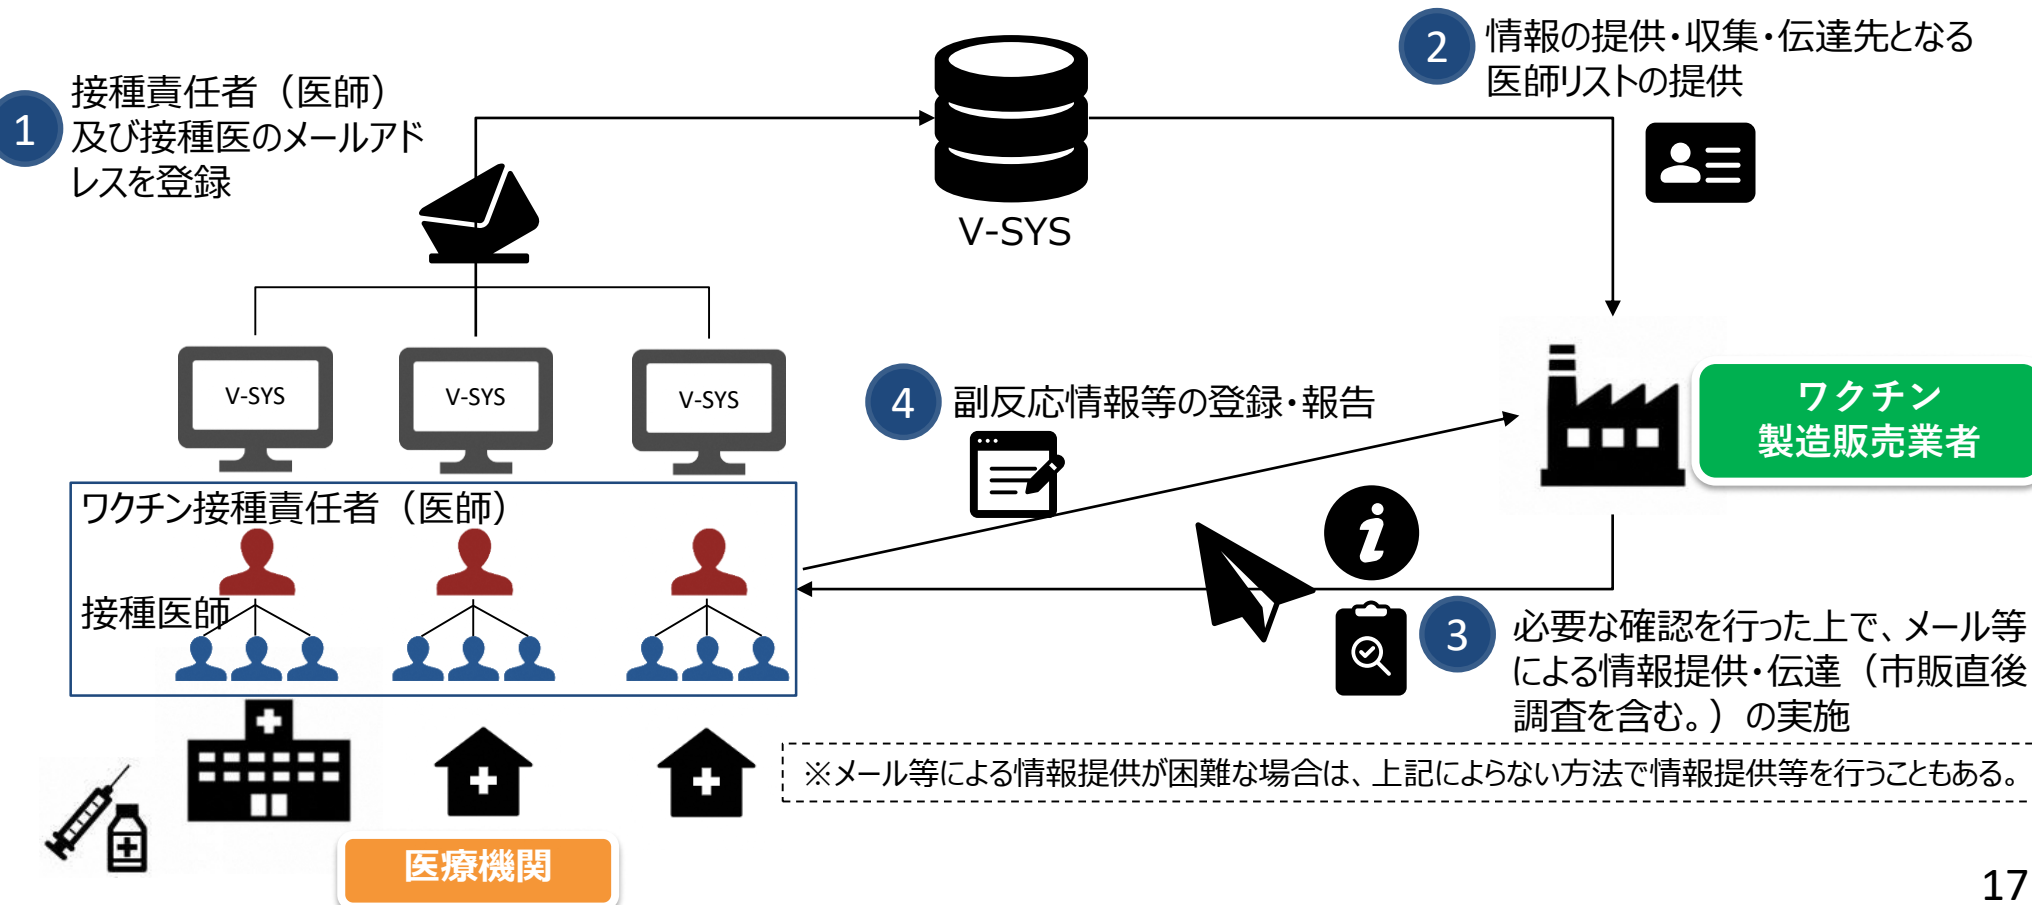 1
接種責任者（医師）
及び接種医のメールアド
レスを登録
V-SYS
2
情報の提供・収集・伝達先となる
医師リストの提供
V-SYS
V-SYS
V-SYS
4
副反応情報等の登録・報告
ワクチン
製造販売業者
ワクチン接種責任者（医師）
接種医師
3
必要な確認を行った上で、メール等
による情報提供・伝達（市販直後
調査を含む。）の実施
※メール等による情報提供が困難な場合は、上記によらない方法で情報提供等を行うこともある。
医療機関
17